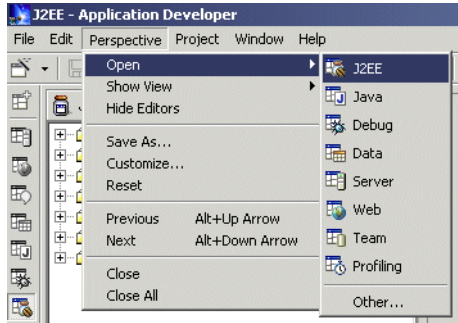 J2EE - Application Developer
File Edit Perspective Project Window Help
Open
Show View
Hide Editors
Save As...
Customize...
Reset
Previous Alt+Up Arrow
Next Alt+Down Arrow
Close
Close All
J2EE
Java
Debug
Data
Server
Web
Team
Profiling
Other...